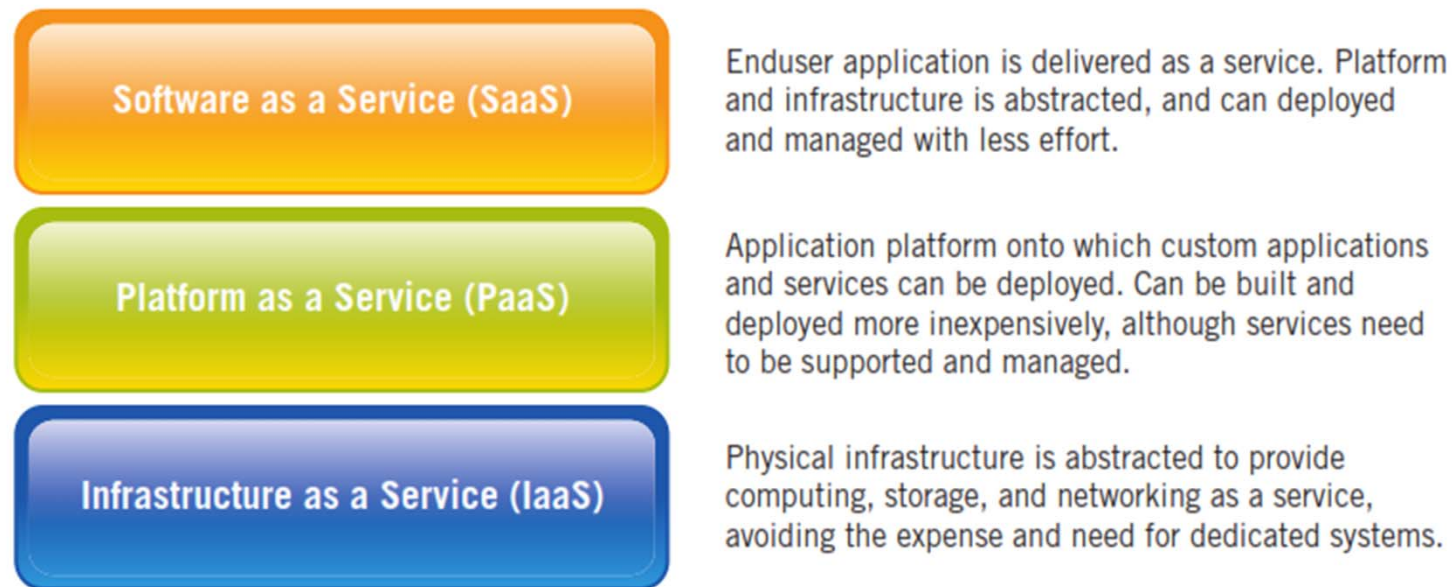 Software as a Service (SaaS)
Enduser application is delivered as a service. Platform
and infrastructure is abstracted, and can deployed
and managed with less effort.
Platform as a Service (PaaS)
Application platform onto which custom applications
and services can be deployed. Can be built and
deployed more inexpensively, although services need
to be supported and managed.
Infrastructure as a Service (IaaS)
Physical infrastructure is abstracted to provide
computing, storage, and networking as a service,
avoiding the expense and need for dedicated systems.